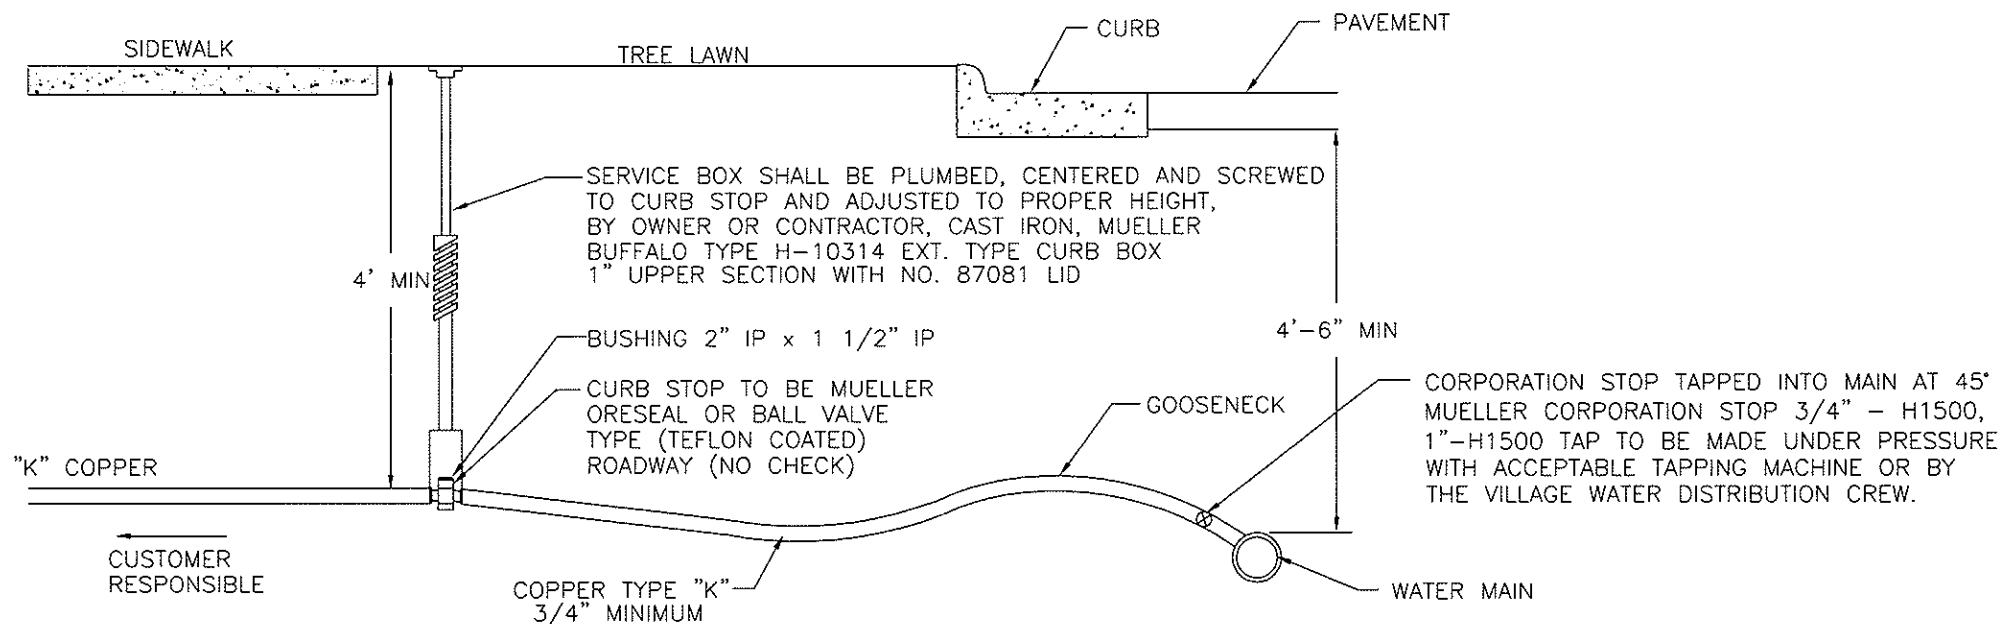 SIDEWALK
TREE LAWN
CURB
PAVEMENT
SERVICE BOX SHALL BE PLUMBED, CENTERED AND SCREWED
TO CURB STOP AND ADJUSTED TO PROPER HEIGHT,
BY OWNER OR CONTRACTOR, CAST IRON, MUELLER
BUFFALO TYPE H-10314 EXT. TYPE CURB BOX
1" UPPER SECTION WITH NO. 87081 LID
4' MIN
BUSHING 2" IP x 1 1/2" IP
4'-6" MIN
CURB STOP TO BE MUELLER
ORESEAL OR BALL VALVE
TYPE (TEFLON COATED)
ROADWAY (NO CHECK)
GOOSENECK
CORPORATION STOP TAPPED INTO MAIN AT 45°
MUELLER CORPORATION STOP 3/4" - H1500,
1"-H1500 TAP TO BE MADE UNDER PRESSURE
WITH ACCEPTABLE TAPPING MACHINE OR BY
THE VILLAGE WATER DISTRIBUTION CREW.
"K" COPPER
CUSTOMER
RESPONSIBLE
COPPER TYPE "K"
3/4" MINIMUM
WATER MAIN